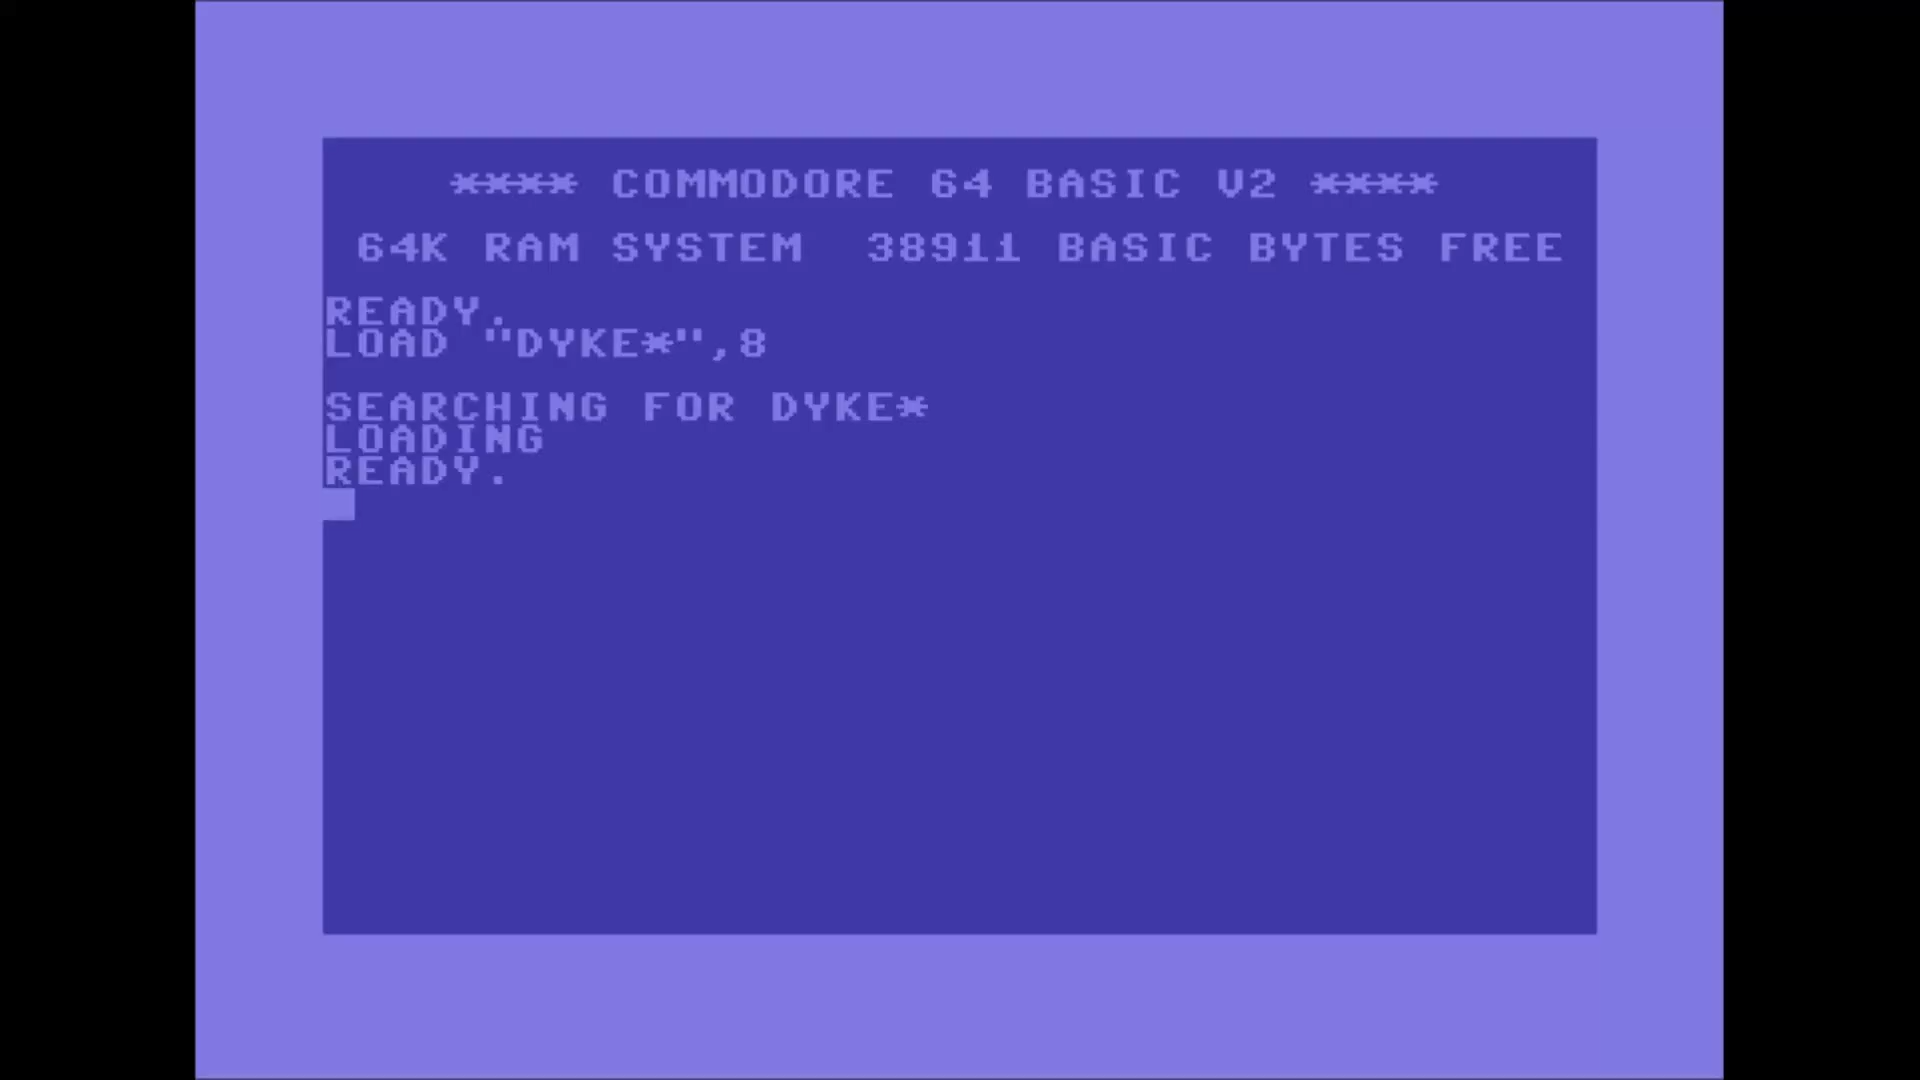 **** COMMODORE 64 BASIC V2 ****
64K RAM SYSTEM  38911 BASIC BYTES FREE
READY.
LOAD "DYKE*",8
SEARCHING FOR DYKE*
LOADING
READY.